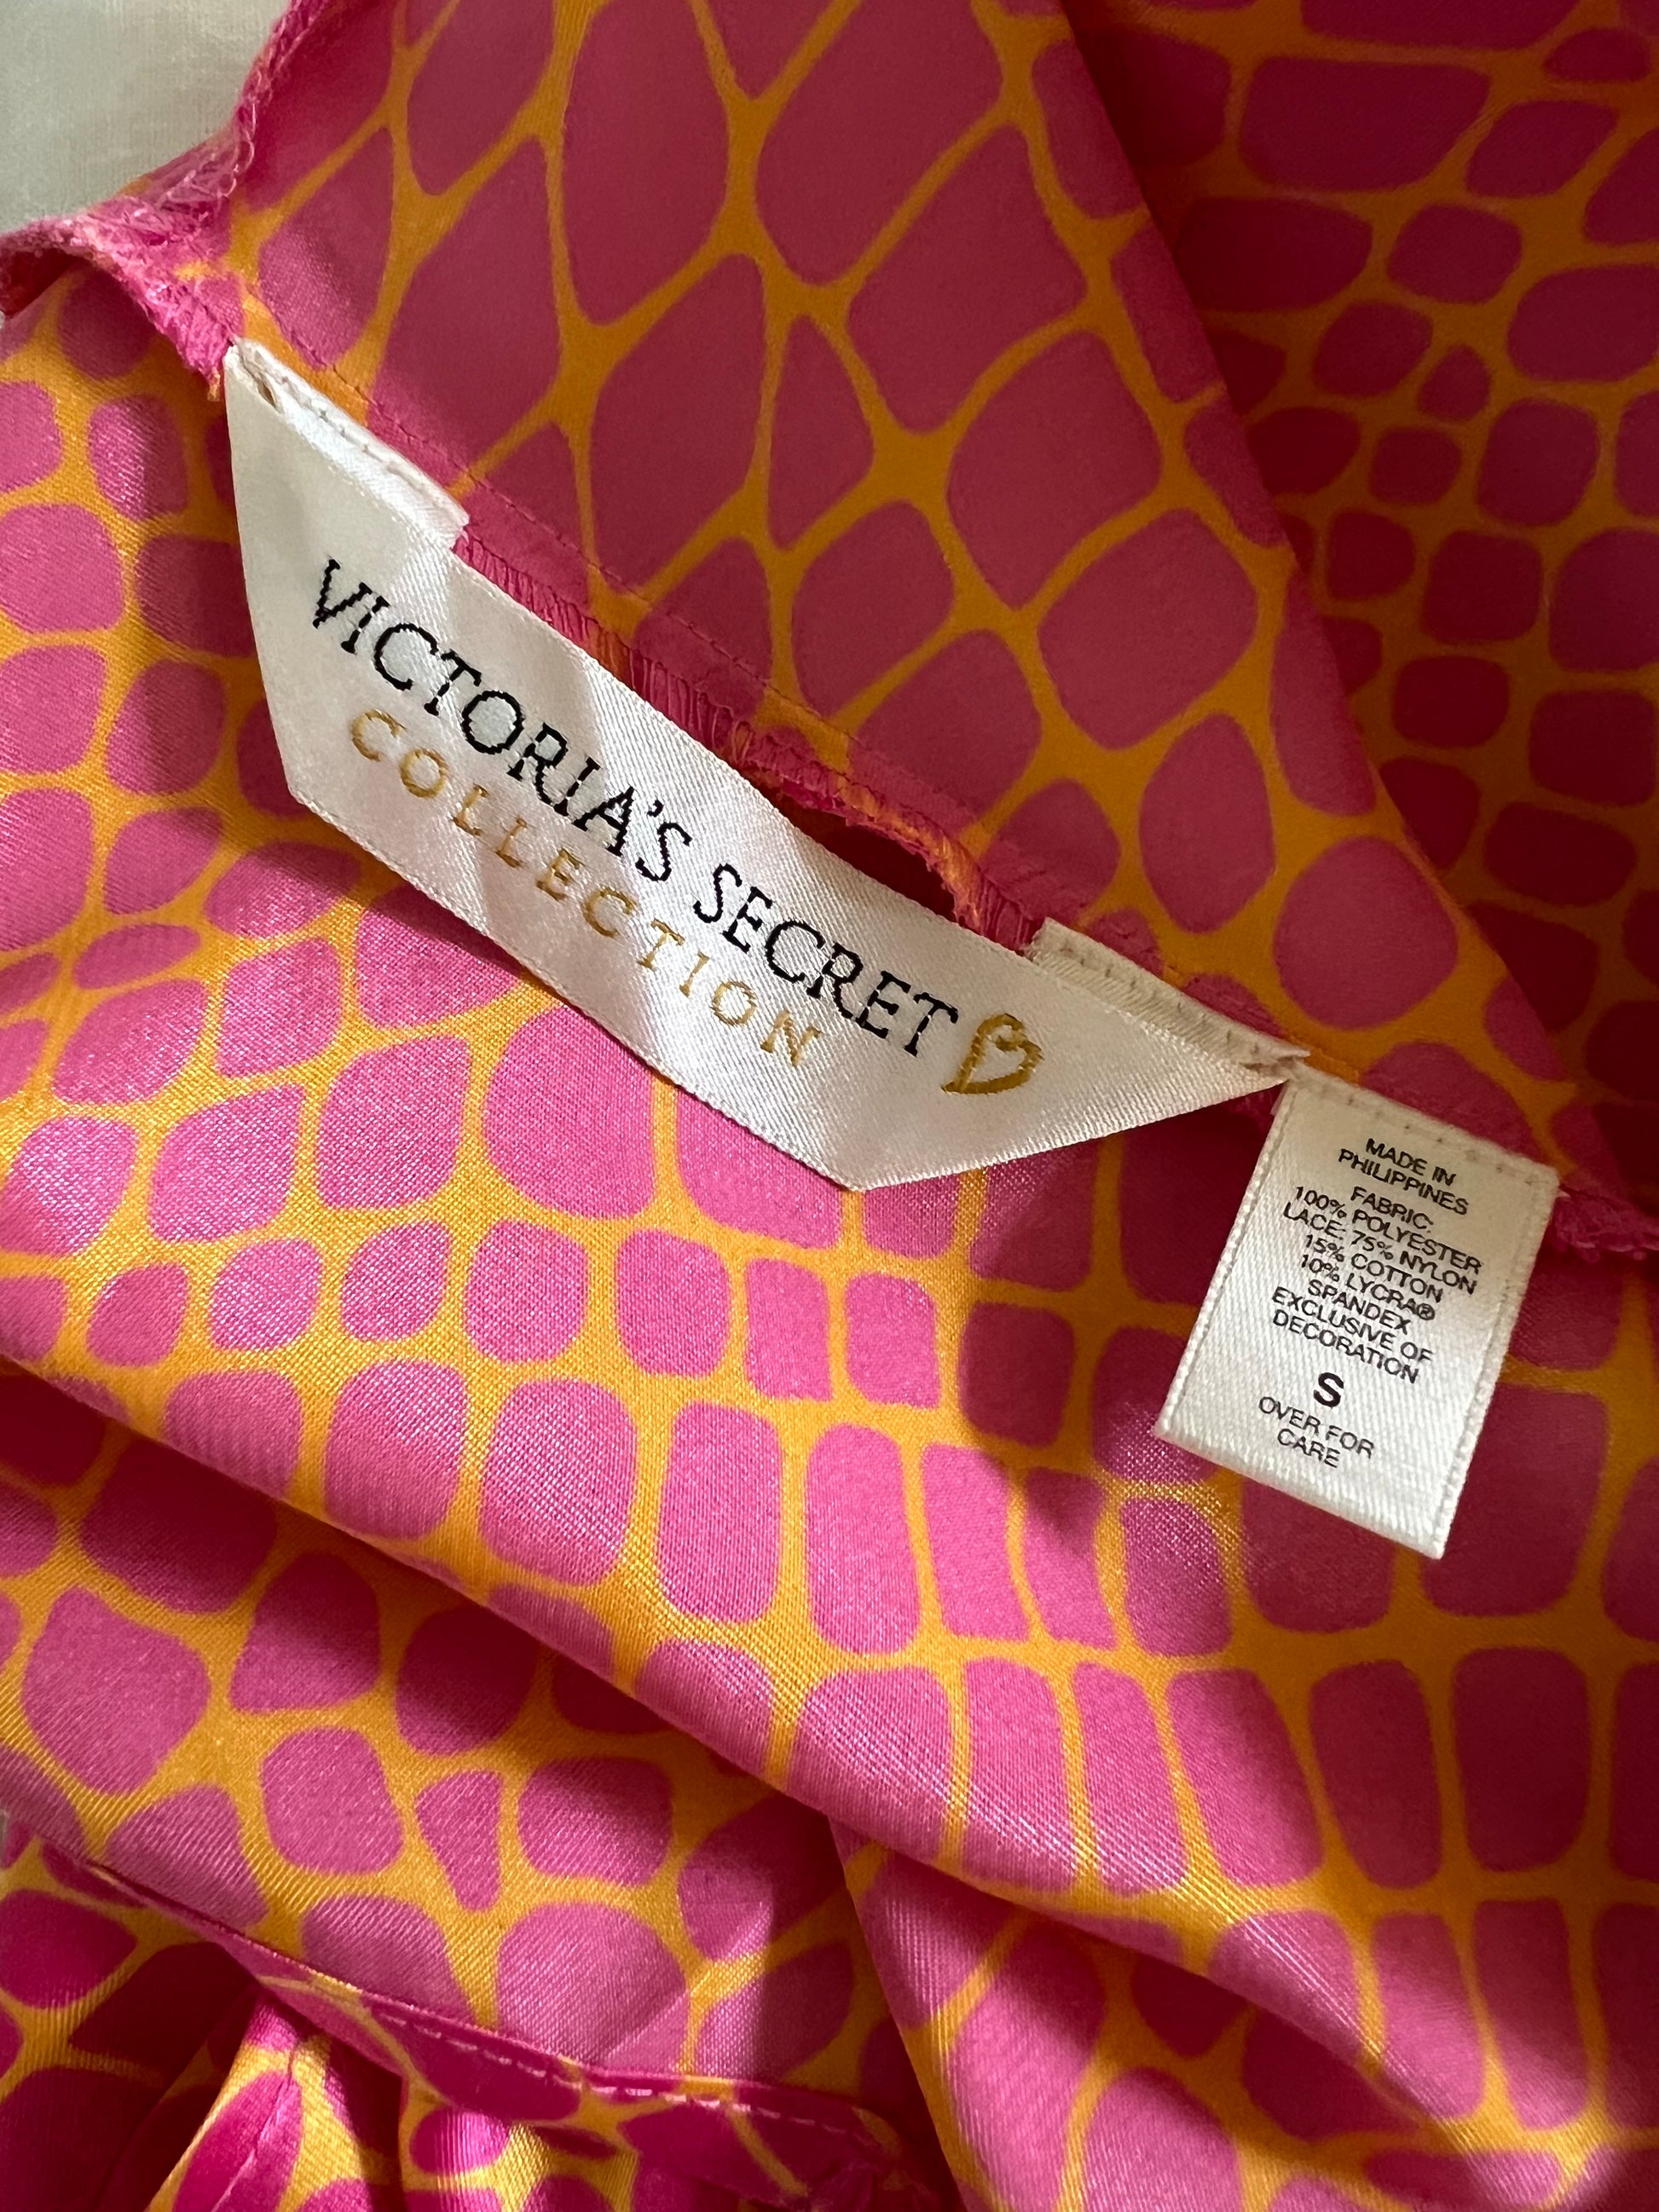 VICTORIA'S SECRET
COLLECTION
MADE IN
PHILIPPINES
FABRIC:
100% POLYESTER
LACE: 75% NYLON
15% COTTON
10% LYCRA®
SPANDEX
EXCLUSIVE OF
DECORATION
S
OVER FOR
CARE